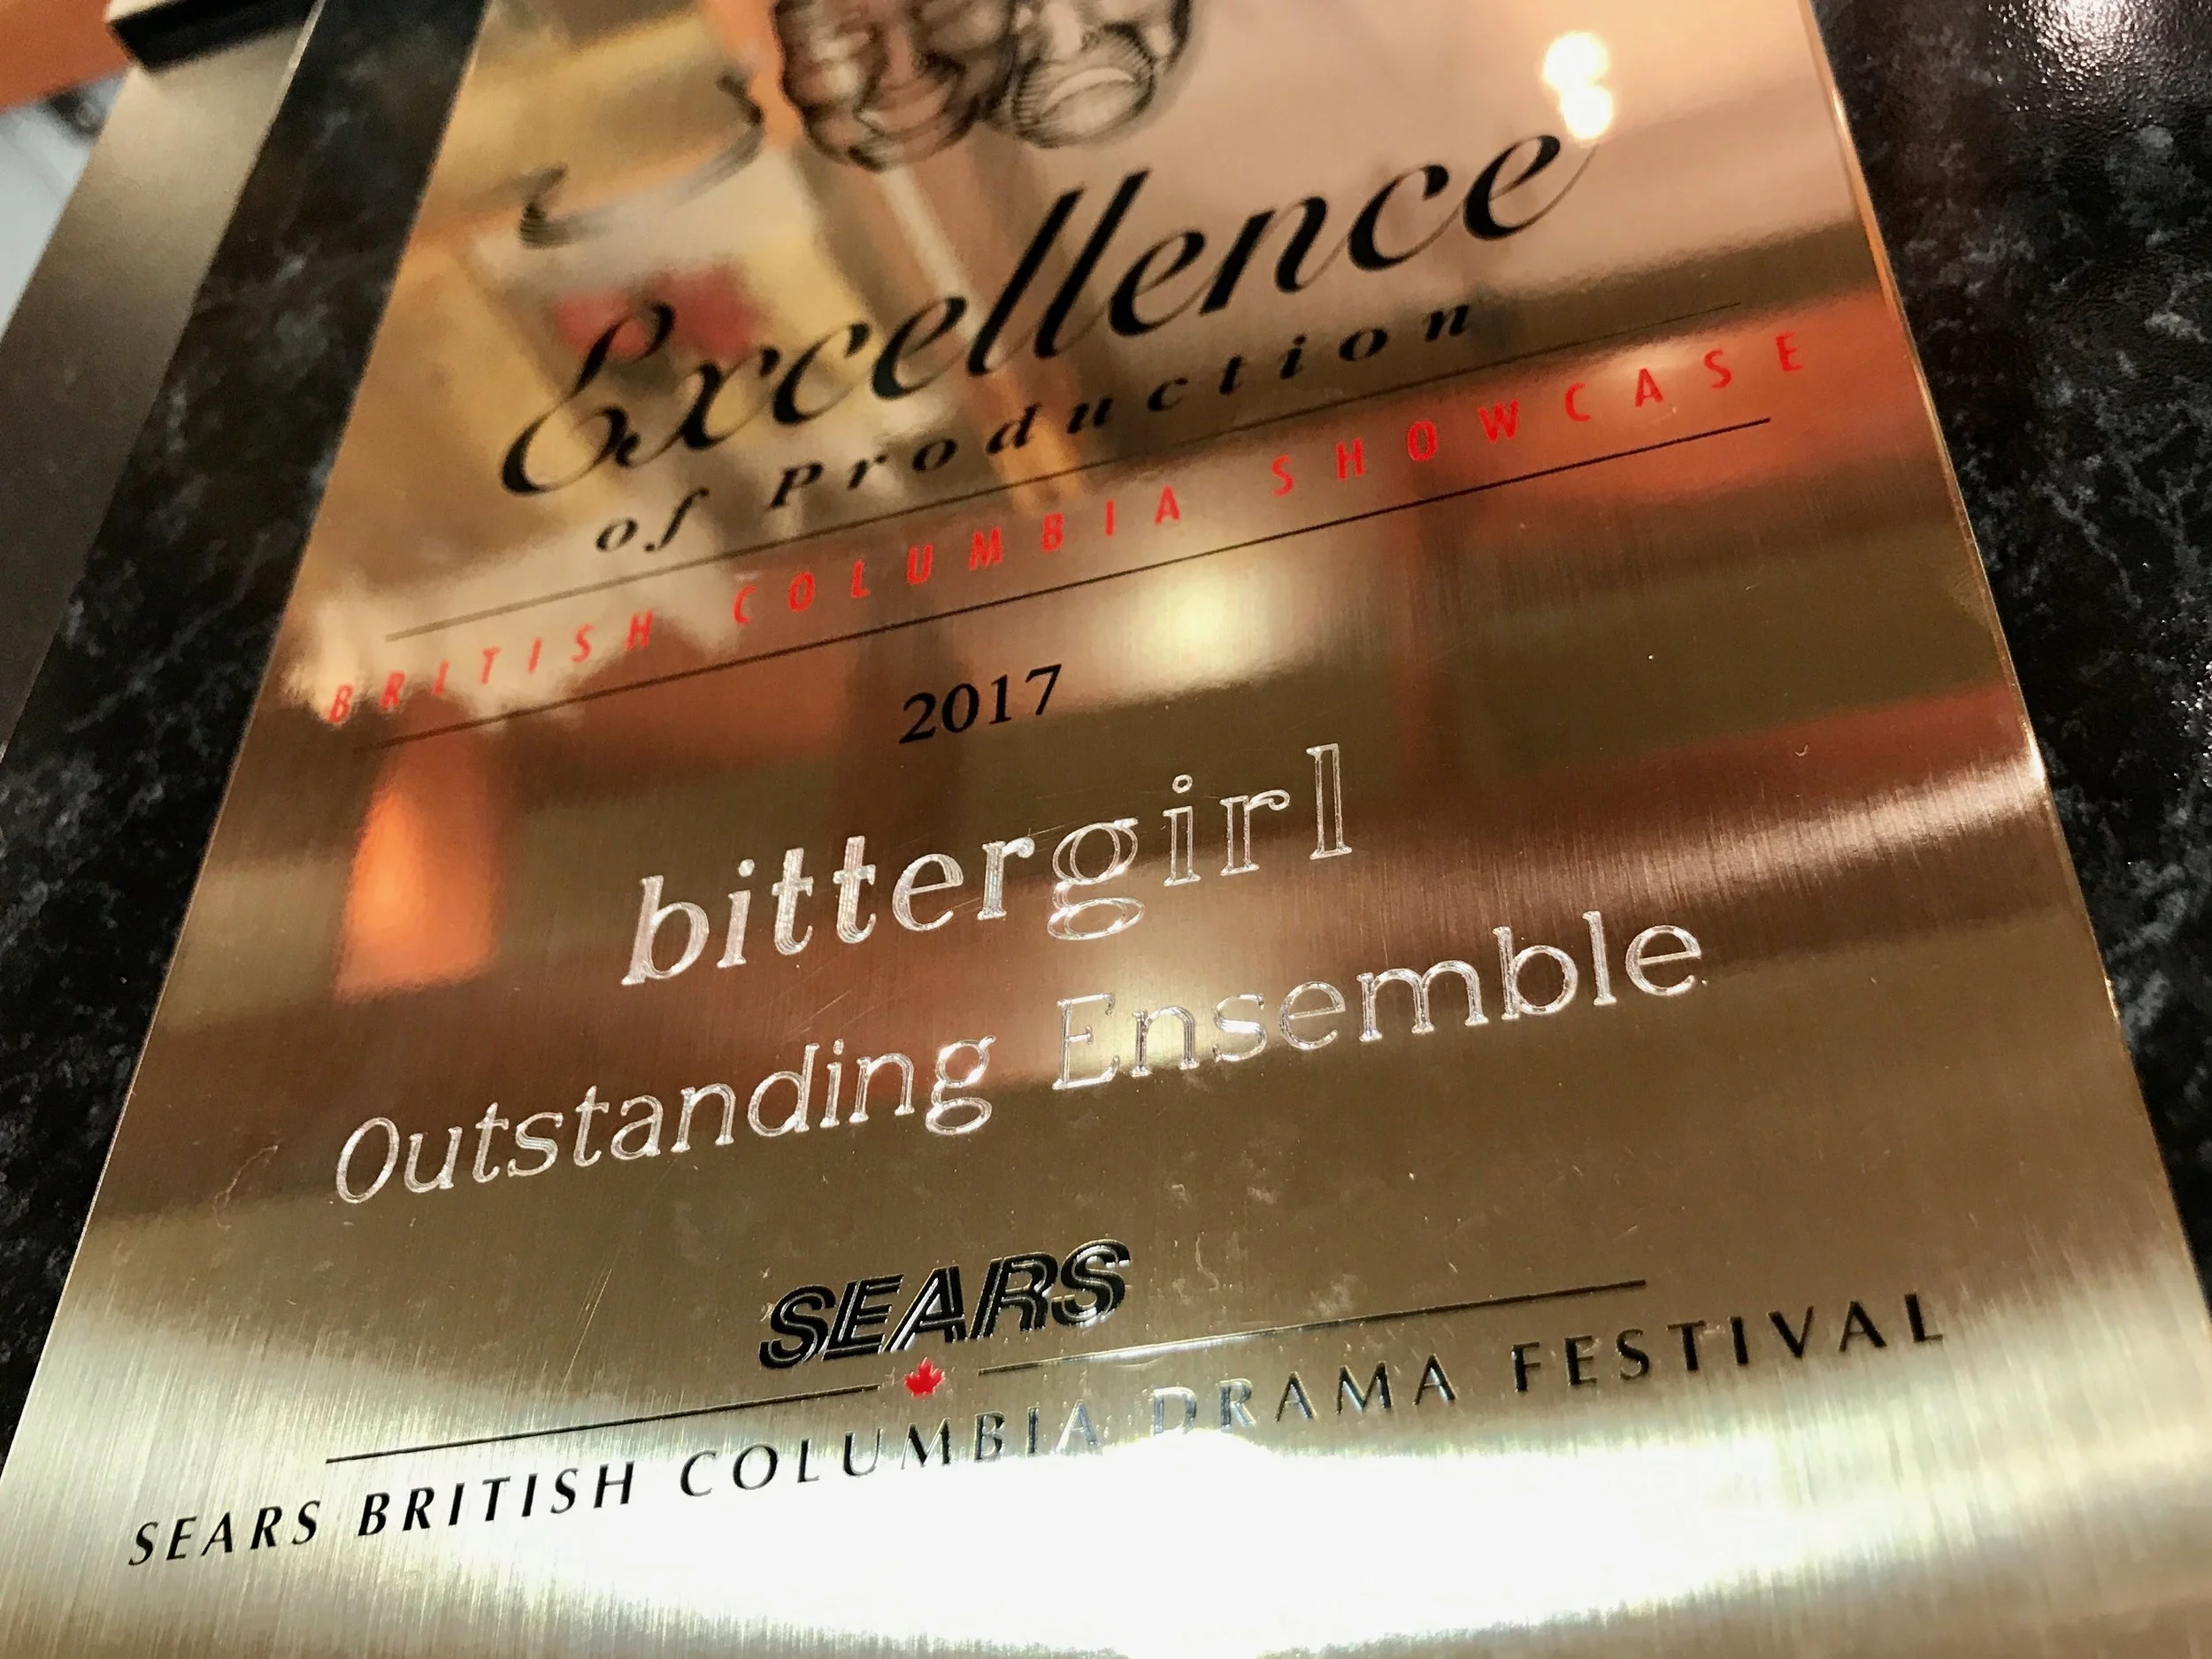 Excellence
of Production
BRITISH COLUMBIA SHOWCASE
2017
bittergirl
Outstanding Ensemble
SEARS
SEARS BRITISH COLUMBIA DRAMA FESTIVAL